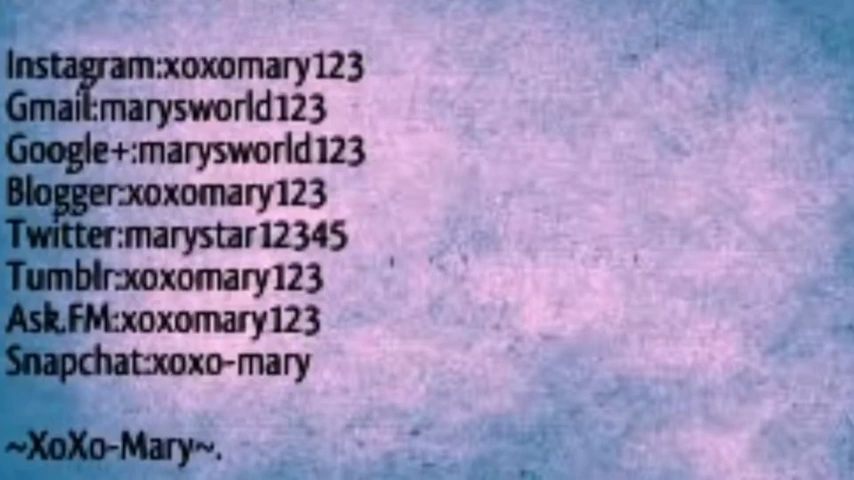 Instagram:xoxomary123
Gmail:marysworld123
Google+:marysworld123
Blogger:xoxomary123
Twitter:marystar12345
Tumblr:xoxomary123
Ask.FM:xoxomary123
Snapchat:xoxo-mary
~XoXo-Mary~.